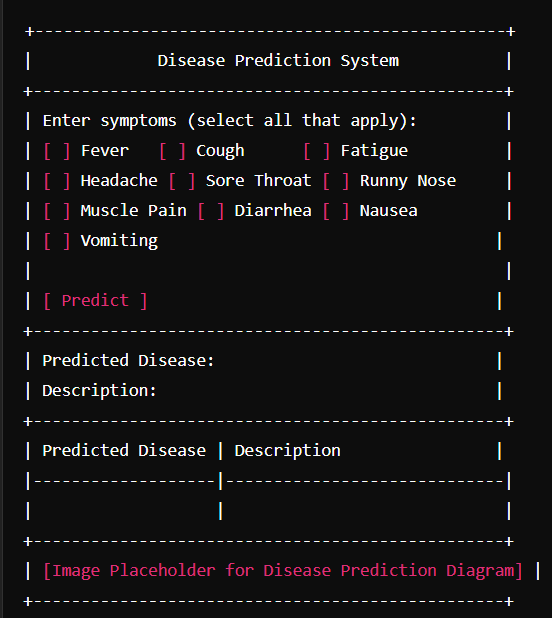 +-------------------------------------------------+
|             Disease Prediction System           |
+-------------------------------------------------+
| Enter symptoms (select all that apply):         |
| [ ] Fever   [ ] Cough      [ ] Fatigue          |
| [ ] Headache [ ] Sore Throat [ ] Runny Nose     |
| [ ] Muscle Pain [ ] Diarrhea [ ] Nausea         |
| [ ] Vomiting                                   |
|                                                 |
| [ Predict ]                                    |
+-------------------------------------------------+
| Predicted Disease:                             |
| Description:                                   |
+-------------------------------------------------+
| Predicted Disease | Description                |
|-------------------|-----------------------------|
|                   |                             |
+-------------------------------------------------+
| [Image Placeholder for Disease Prediction Diagram] |
+-------------------------------------------------+